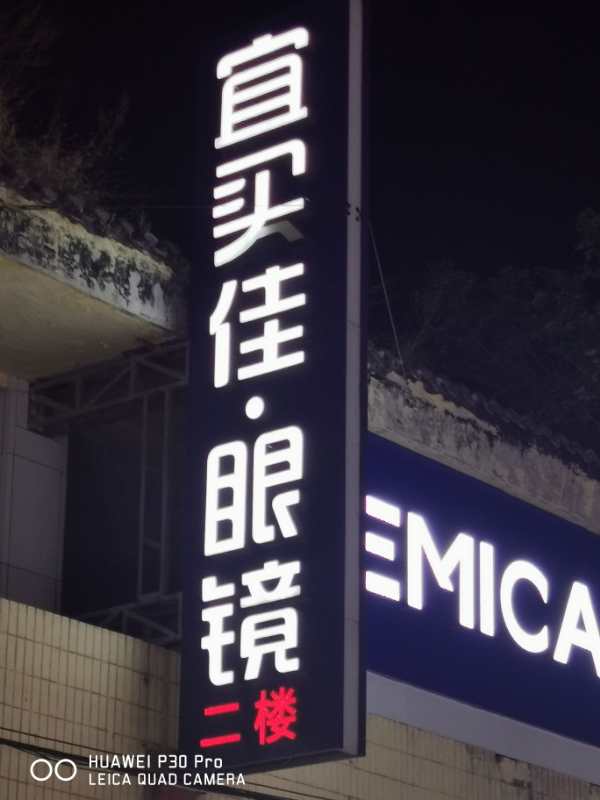 宜买佳·眼镜
二楼
EMICA
HUAWEI P30 Pro
LEICA QUAD CAMERA